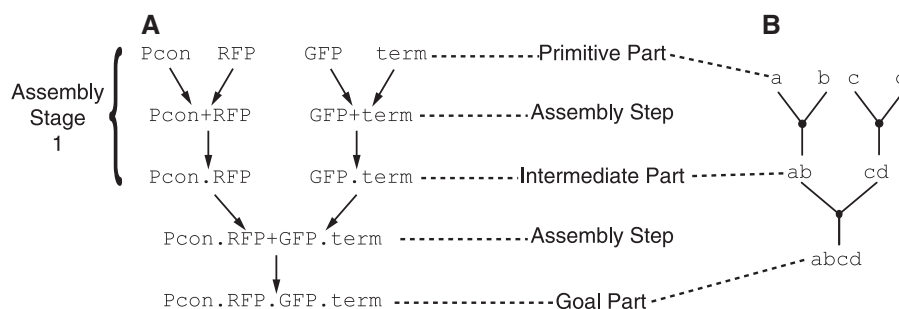 A
B
Pcon RFP GFP term Primitive Part a b c
Assembly Stage 1
Pcon+RFP GFP+term Assembly Step
Pcon.RFP GFP.term Intermediate Part ab cd
Pcon.RFP+GFP.term Assembly Step
abcd
Pcon.RFP.GFP.term Goal Part